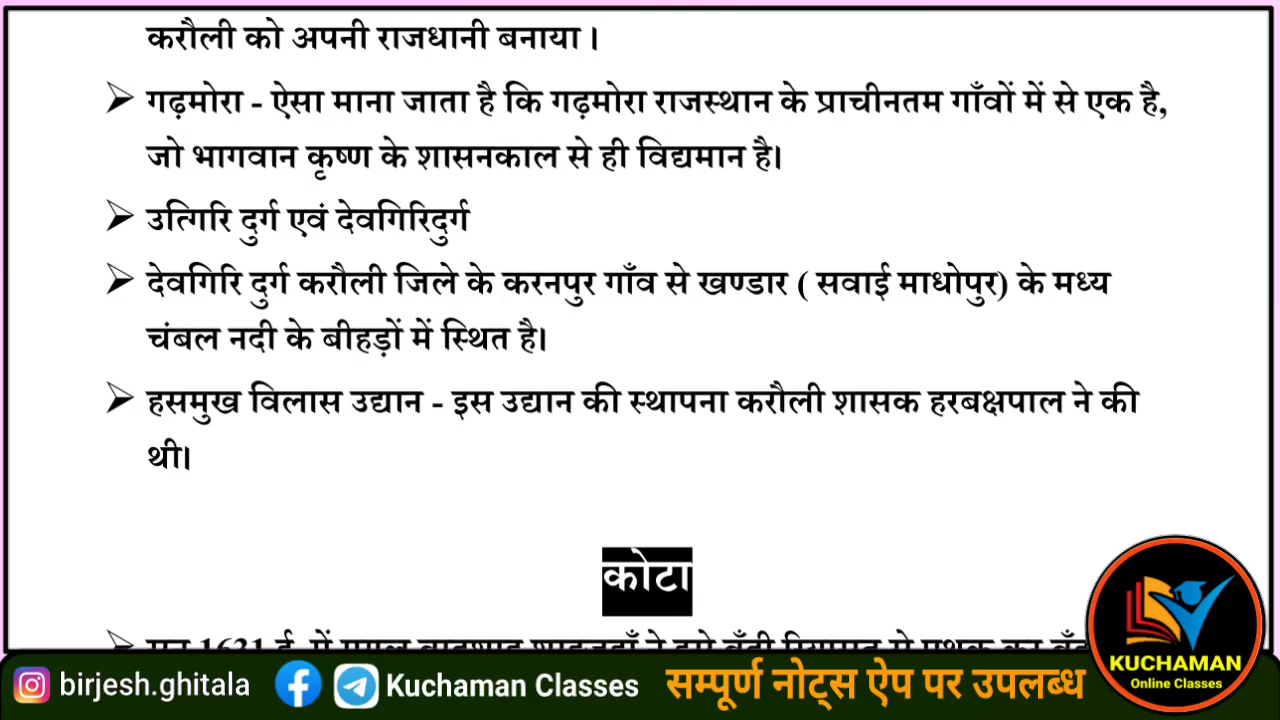 करौली को अपनी राजधानी बनाया ।
➢ गढ़मोरा - ऐसा माना जाता है कि गढ़मोरा राजस्थान के प्राचीनतम गाँवों में से एक है,
जो भागवान कृष्ण के शासनकाल से ही विद्यमान है।
➢ उत्गिरि दुर्ग एवं देवगिरिदुर्ग
➢ देवगिरि दुर्ग करौली जिले के करनपुर गाँव से खण्डार ( सवाई माधोपुर) के मध्य
चंबल नदी के बीहड़ों में स्थित है।
➢ हसमुख विलास उद्यान - इस उद्यान की स्थापना करौली शासक हरबक्षपाल ने की
थी।
कोटा
KUCHAMAN
Online Classes
birjesh.ghitala
Kuchaman Classes
सम्पूर्ण नोट्स ऐप पर उपलब्ध